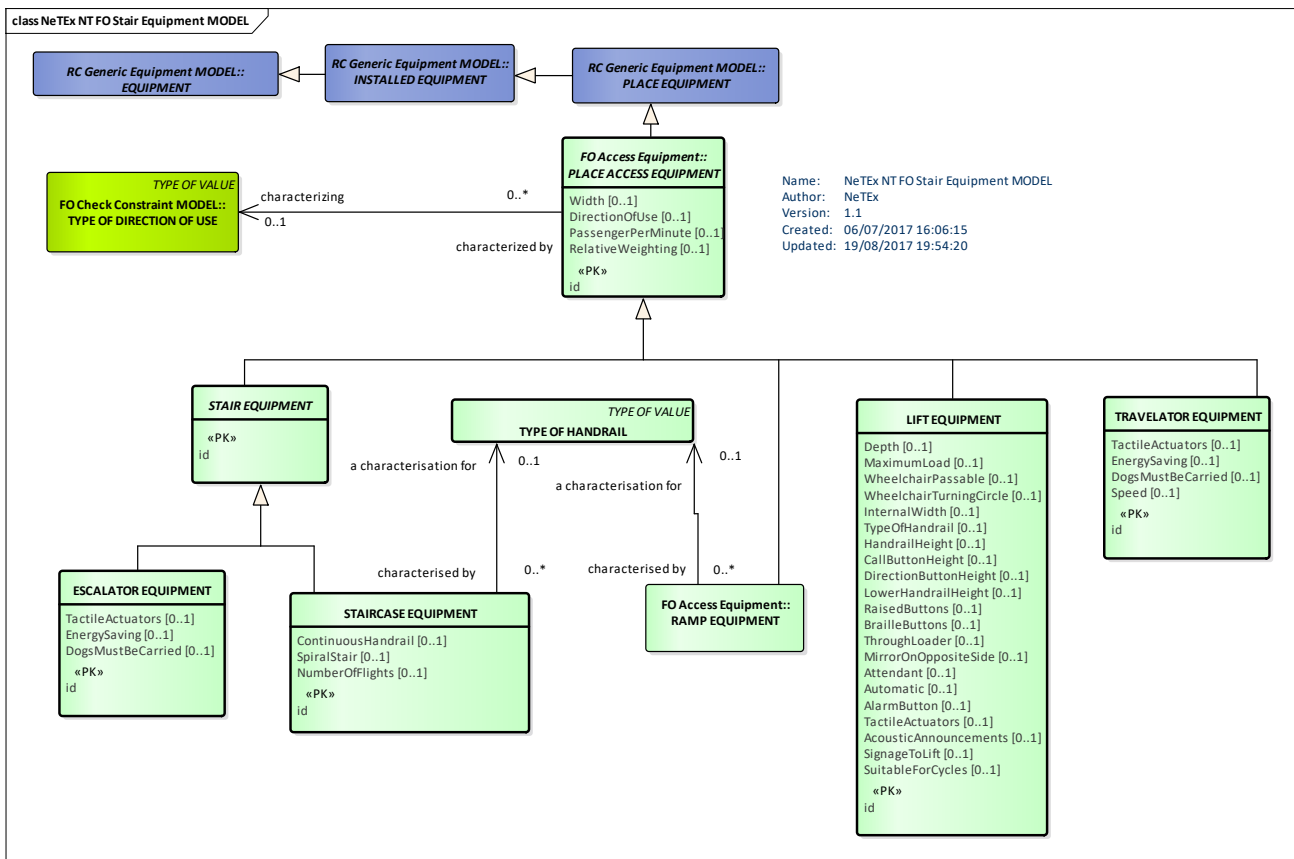 class NeTEx NT FO Stair Equipment MODEL
RC Generic Equipment MODEL::
EQUIPMENT
RC Generic Equipment MODEL::
INSTALLED EQUIPMENT
RC Generic Equipment MODEL::
PLACE EQUIPMENT
FO Access Equipment::
PLACE ACCESS EQUIPMENT
Width [0..1]
DirectionOfUse [0..1]
PassengerPerMinute [0..1]
RelativeWeighting [0..1]
«PK»
id
TYPE OF VALUE
FO Check Constraint MODEL::
TYPE OF DIRECTION OF USE
characterizing
0..1
0..*
characterized by
Name: NeTEx NT FO Stair Equipment MODEL
Author: NeTEx
Version: 1.1
Created: 06/07/2017 16:06:15
Updated: 19/08/2017 19:54:20
STAIR EQUIPMENT
«PK»
id
TYPE OF VALUE
TYPE OF HANDRAIL
a characterisation for
0..1
a characterisation for
0..1
characterised by
0..*
characterised by
0..*
ESCALATOR EQUIPMENT
TactileActuators [0..1]
EnergySaving [0..1]
DogsMustBeCarried [0..1]
«PK»
id
STAIRCASE EQUIPMENT
ContinuousHandrail [0..1]
SpiralStair [0..1]
NumberOfFlights [0..1]
«PK»
id
FO Access Equipment::
RAMP EQUIPMENT
LIFT EQUIPMENT
Depth [0..1]
MaximumLoad [0..1]
WheelchairPassable [0..1]
WheelchairTurningCircle [0..1]
InternalWidth [0..1]
TypeOfHandrail [0..1]
HandrailHeight [0..1]
CallButtonHeight [0..1]
DirectionButtonHeight [0..1]
LowerHandrailHeight [0..1]
RaisedButtons [0..1]
BrailleButtons [0..1]
ThroughLoader [0..1]
MirrorOnOppositeSide [0..1]
Attendant [0..1]
Automatic [0..1]
AlarmButton [0..1]
TactileActuators [0..1]
AcousticAnnouncements [0..1]
SignageToLift [0..1]
SuitableForCycles [0..1]
«PK»
id
TRAVELATOR EQUIPMENT
TactileActuators [0..1]
EnergySaving [0..1]
DogsMustBeCarried [0..1]
Speed [0..1]
«PK»
id